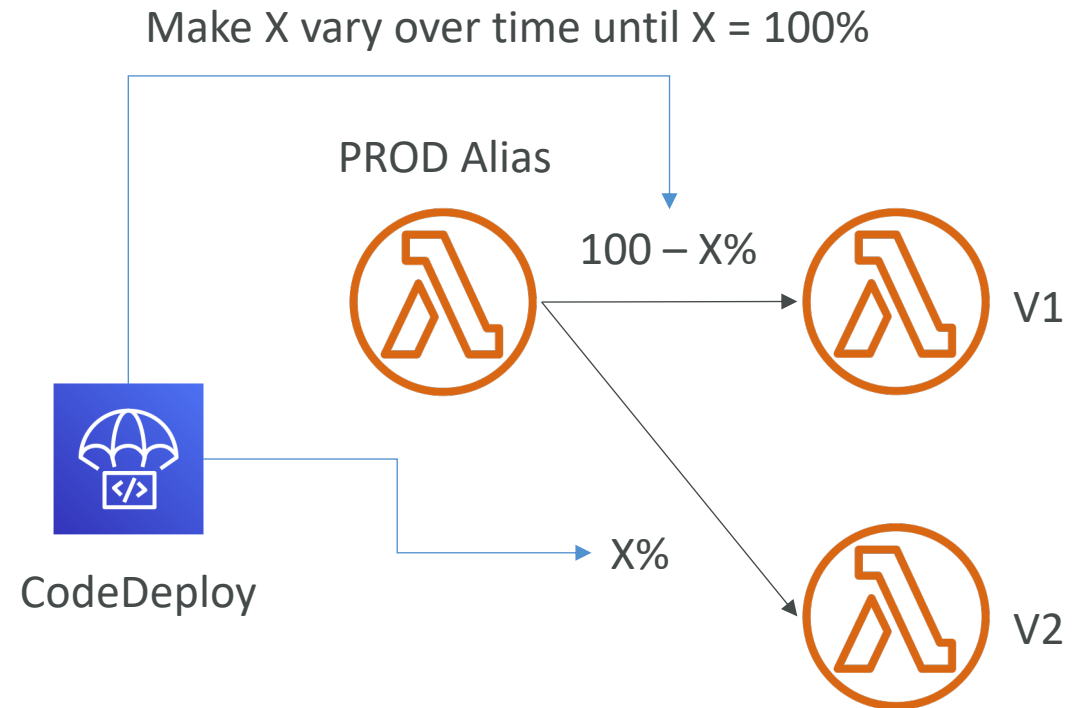 Make X vary over time until X = 100%
PROD Alias
100 – X%
V1
</>
X%
CodeDeploy
V2